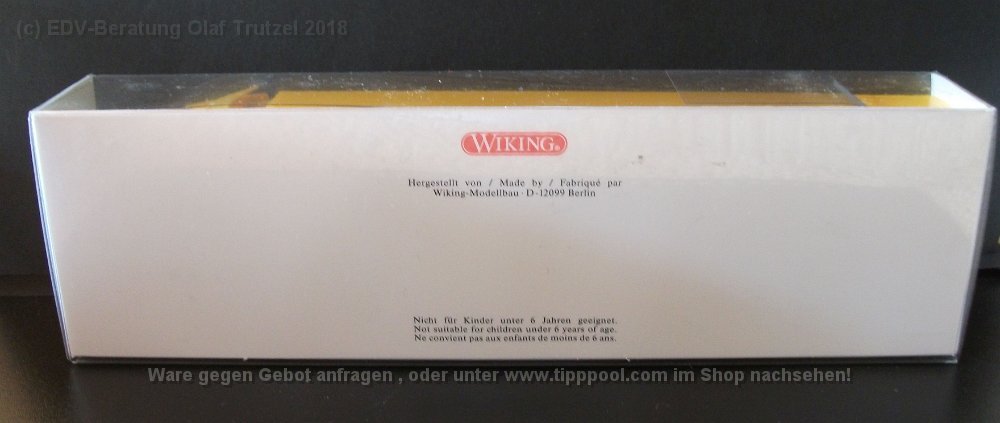 (c) EDV-Beratung Olaf Trutzel 2018
WIKING®
Hergestellt von / Made by / Fabriqué par
Wiking-Modellbau · D-12099 Berlin
Nicht für Kinder unter 6 Jahren geeignet.
Not suitable for children under 6 years of age.
Ne convient pas aux enfants de moins de 6 ans.
Ware gegen Gebot anfragen , oder unter www.tipppool.com im Shop nachsehen!